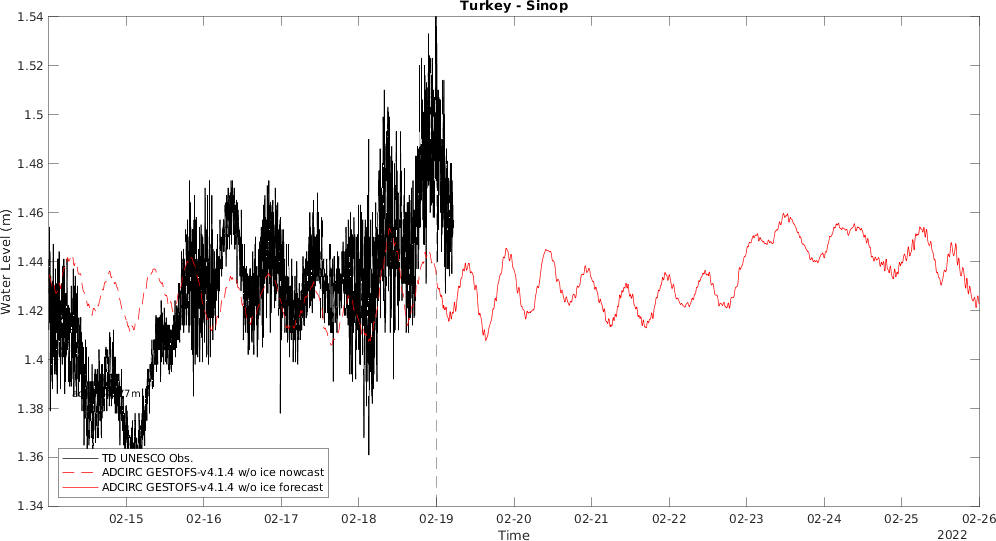 Turkey - Sinop
1.54
1.52
1.5
1.48
1.46
1.44
1.42
1.4
1.38
1.36
1.34
Water Level (m)
TD UNESCO Obs.
ADCIRC GESTOFS-v4.1.4 w/o ice nowcast
ADCIRC GESTOFS-v4.1.4 w/o ice forecast
02-15 02-16 02-17 02-18 02-19 02-20 02-21 02-22 02-23 02-24 02-25 02-26
Time
2022